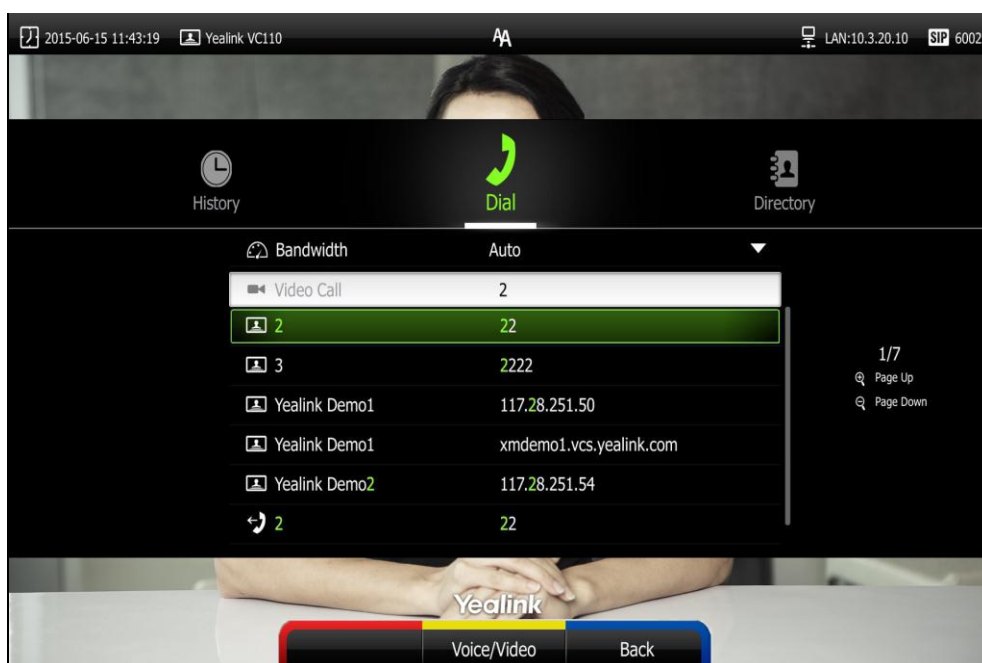 2015-06-15 11:43:19 Yealink VC110 AA LAN:10.3.20.10 SIP 6002
History Dial Directory
Bandwidth Auto
Video Call 2
2 22
3 2222
Yealink Demo1 117.28.251.50
Yealink Demo1 xmdemo1.vcs.yealink.com
Yealink Demo2 117.28.251.54
2 22
1/7
Page Up
Page Down
Yealink
Voice/Video Back